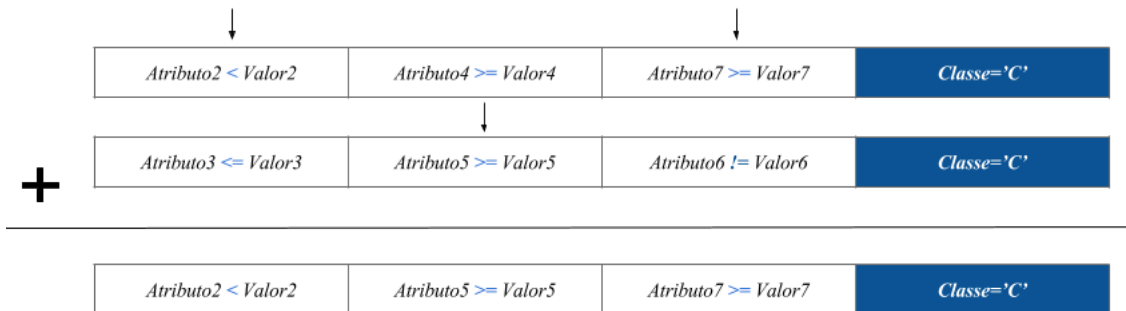 Atributo2 < Valor2 Atributo4 >= Valor4 Atributo7 >= Valor7 Classe='C'
Atributo3 <= Valor3 Atributo5 >= Valor5 Atributo6 != Valor6 Classe='C'
+
Atributo2 < Valor2 Atributo5 >= Valor5 Atributo7 >= Valor7 Classe='C'